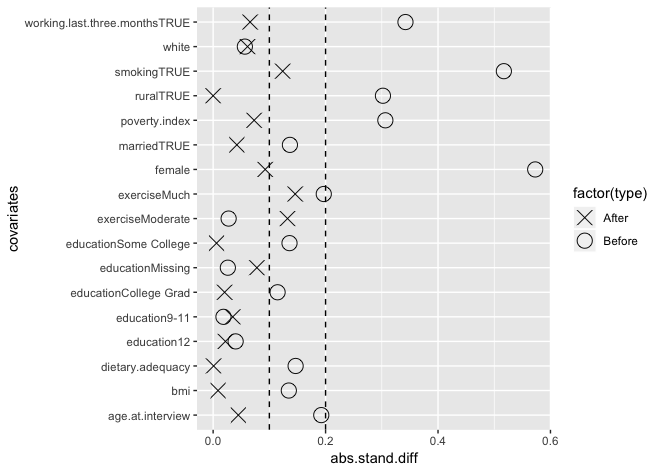 working.last.three.monthsTRUE
white
smokingTRUE
ruralTRUE
poverty.index
marriedTRUE
female
exerciseMuch
exerciseModerate
educationSome College
educationMissing
educationCollege Grad
education9-11
education12
dietary.adequacy
bmi
age.at.interview
covariates
0.0 0.2 0.4 0.6
abs.stand.diff
factor(type)
After
Before